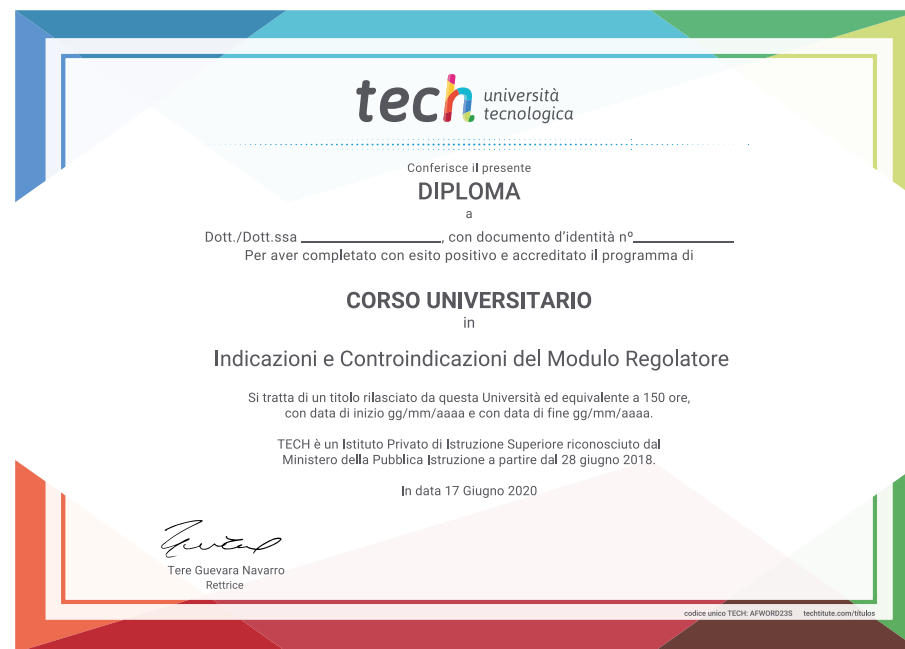 tech università
tecnologica
Conferisce il presente
DIPLOMA
a
Dott./Dott.ssa ____________________, con documento d'identità nº______________
Per aver completato con esito positivo e accreditato il programma di
CORSO UNIVERSITARIO
in
Indicazioni e Controindicazioni del Modulo Regolatore
Si tratta di un titolo rilasciato da questa Università ed equivalente a 150 ore,
con data di inizio gg/mm/aaaa e con data di fine gg/mm/aaaa.
TECH è un Istituto Privato di Istruzione Superiore riconosciuto dal
Ministero della Pubblica Istruzione a partire dal 28 giugno 2018.
In data 17 Giugno 2020
Tere Guevara Navarro
Rettrice
codice unico TECH: AFWORD23S techtitute.com/títulos